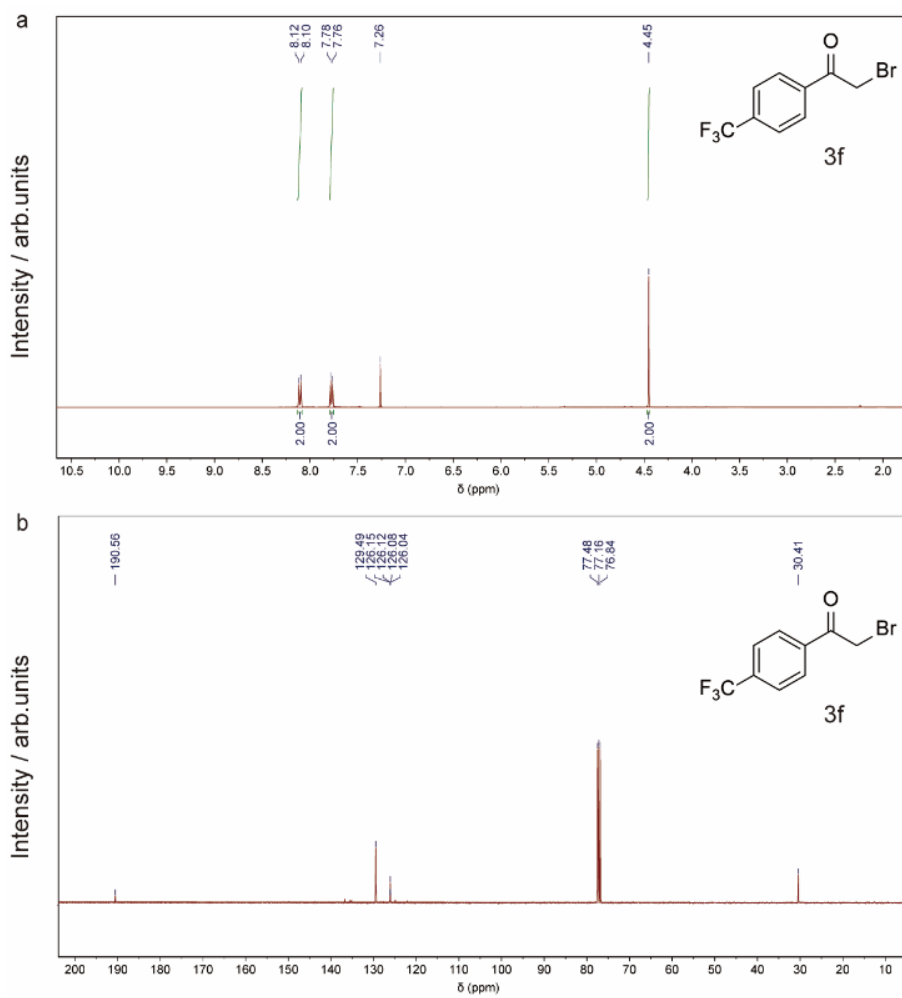 a
8.12
8.10
7.78
7.76
7.26
4.45
O
Br
F3C
3f
Intensity / arb.units
2.00
2.00
2.00
10.5 10.0 9.5 9.0 8.5 8.0 7.5 7.0 6.5 6.0 5.5 5.0 4.5 4.0 3.5 3.0 2.5 2.0
δ (ppm)
b
190.56
129.49
126.15
126.12
126.08
126.04
77.48
77.16
76.84
30.41
O
Br
F3C
3f
Intensity / arb.units
200 190 180 170 160 150 140 130 120 110 100 90 80 70 60 50 40 30 20 10
δ (ppm)